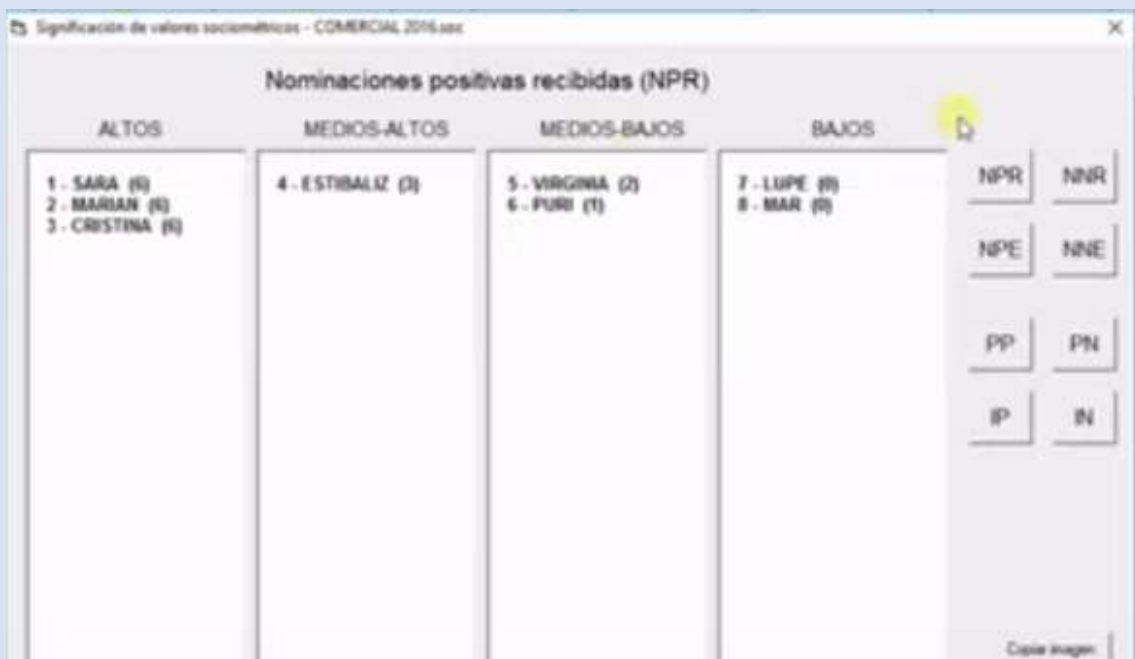 Significación de valores sociométricos - COMERCIAL 2016.soc
Nominaciones positivas recibidas (NPR)
ALTOS MEDIOS-ALTOS MEDIOS-BAJOS BAJOS
1 - SARA (6)
2 - MARIAN (6)
3 - CRISTINA (6)
4 - ESTIBALIZ (3)
5 - VIRGINIA (2)
6 - PURI (1)
7 - LUPE (0)
8 - MAR (0)
NPR NNR
NPE NNE
PP PN
IP IN
Copiar imagen